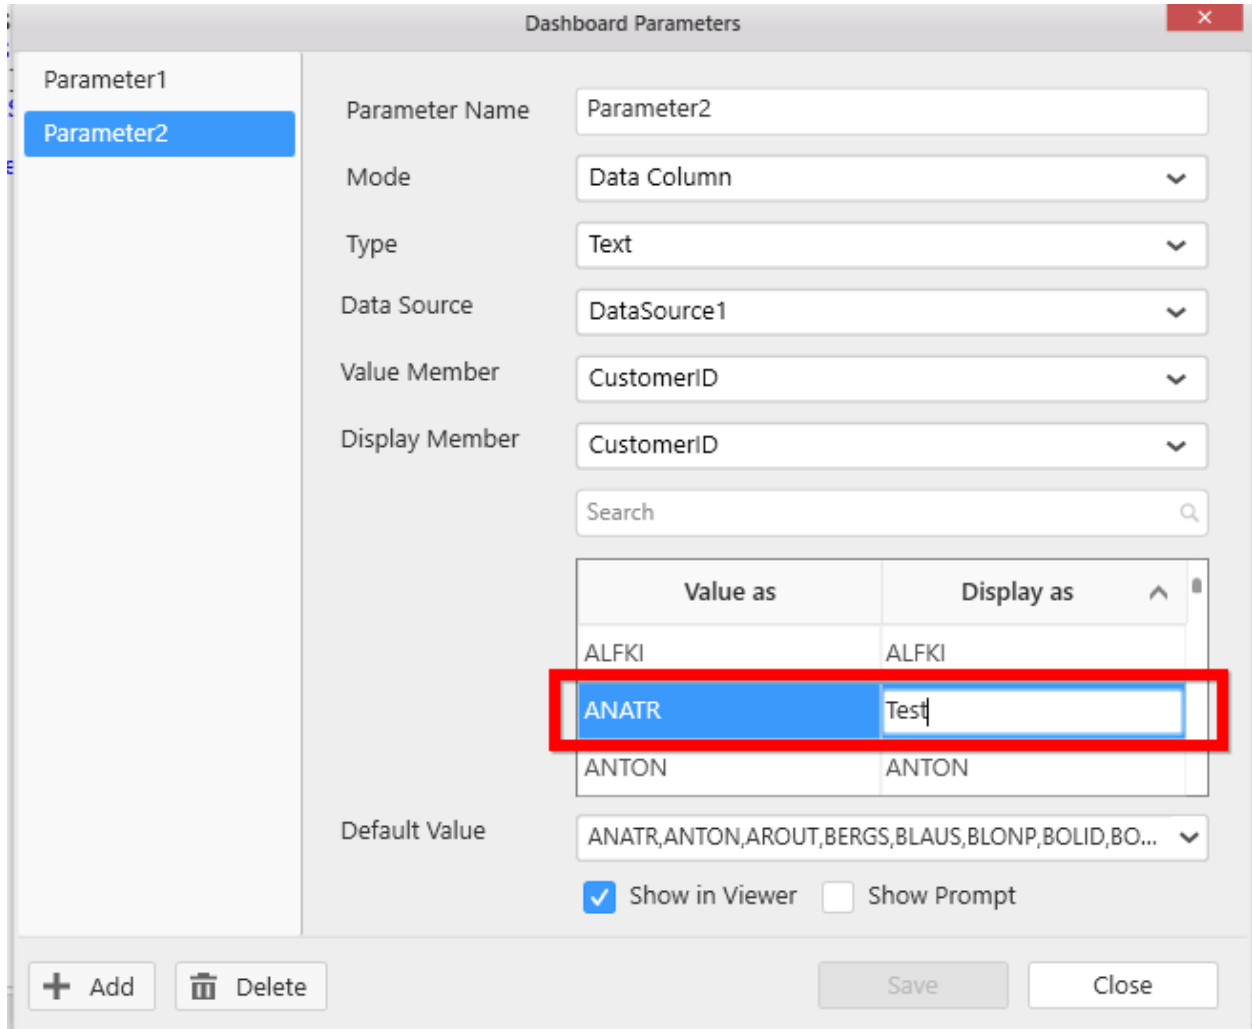 Dashboard Parameters
Parameter1
Parameter2
Parameter Name Parameter2
Mode Data Column
Type Text
Data Source DataSource1
Value Member CustomerID
Display Member CustomerID
Search
Value as Display as
ALFKI ALFKI
ANATR Test
ANTON ANTON
Default Value ANATR,ANTON,AROUT,BERGS,BLAUS,BLONP,BOLID,BO...
Show in Viewer Show Prompt
Add Delete Save Close